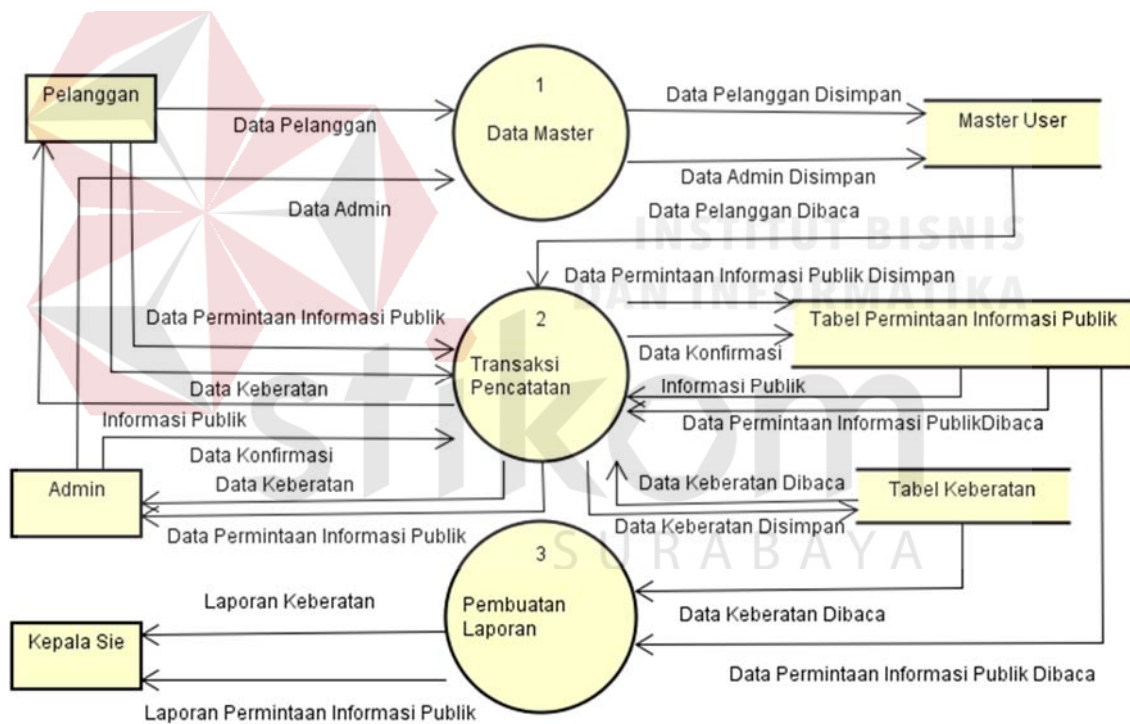 1
Pelanggan
Data Pelanggan Disimpan
Data Pelanggan
Data Master
Master User
Data Admin Disimpan
Data Admin
Data Pelanggan Dibaca
INSTITUT BISNIS
DAN INFORMATIKA
Data Permintaan Informasi Publik Disimpan
Data Permintaan Informasi Publik
2
Tabel Permintaan Informasi Publik
Transaksi
Pencatatan
Data Konfirmasi
Data Keberatan
Informasi Publik
Informasi Publik
Data Permintaan Informasi PublikDibaca
stikom
Data Konfirmasi
Admin
Data Keberatan
Data Keberatan Dibaca
Tabel Keberatan
Data Keberatan Disimpan
Data Permintaan Informasi Publik
SURABAYA
3
Laporan Keberatan
Pembuatan
Laporan
Data Keberatan Dibaca
Kepala Sie
Data Permintaan Informasi Publik Dibaca
Laporan Permintaan Informasi Publik